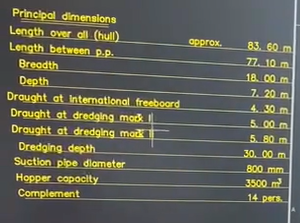 Principal dimensions
Length over all (hull) approx. 83, 60 m
Length between p.p. 77, 10 m
Breadth 18, 00 m
Depth 7, 20 m
Draught at international freeboard 4, 30 m
Draught at dredging mark I 5, 00 m
Draught at dredging mark II 5, 80 m
Dredging depth 30, 00 m
Suction pipe diameter 800 mm
Hopper capacity 3500 m³
Complement 14 pers.